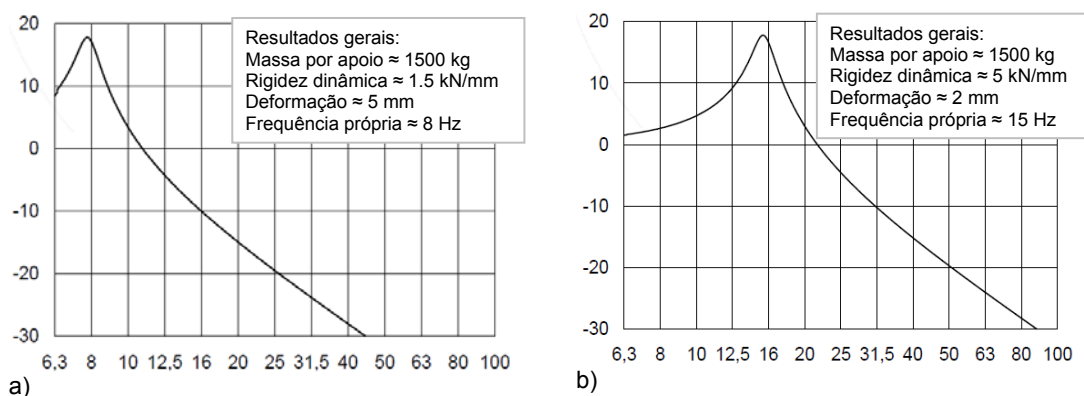 20
10
0
-10
-20
-30
6,3 8 10 12,5 16 20 25 31,5 40 50 63 80 100
Resultados gerais:
Massa por apoio ≈ 1500 kg
Rigidez dinâmica ≈ 1.5 kN/mm
Deformação ≈ 5 mm
Frequência própria ≈ 8 Hz
a)
20
10
0
-10
-20
-30
6,3 8 10 12,5 16 20 25 31,5 40 50 63 80 100
Resultados gerais:
Massa por apoio ≈ 1500 kg
Rigidez dinâmica ≈ 5 kN/mm
Deformação ≈ 2 mm
Frequência própria ≈ 15 Hz
b)